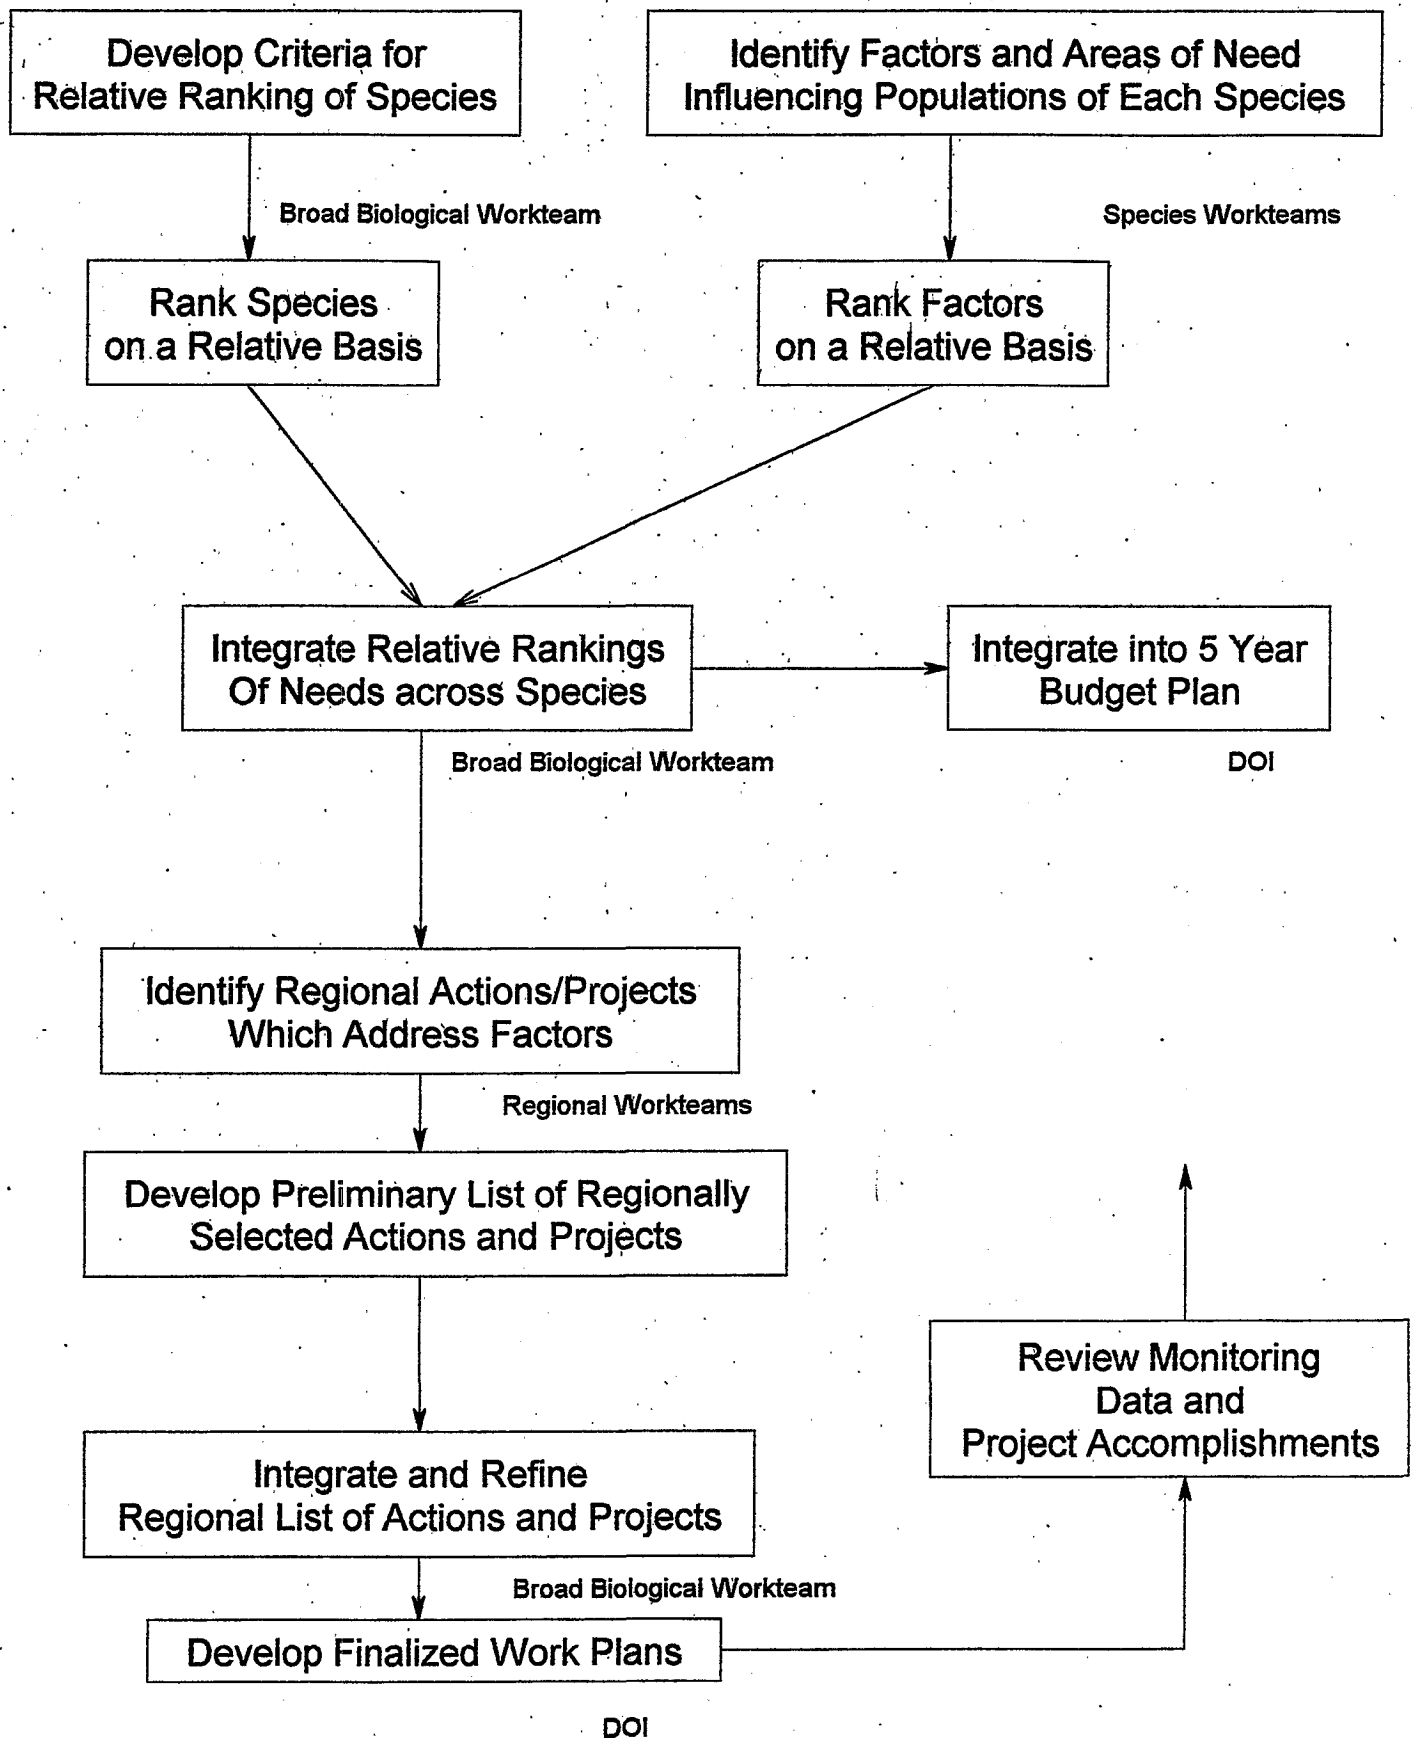 Develop Criteria for
Relative Ranking of Species
Identify Factors and Areas of Need
Influencing Populations of Each Species
Broad Biological Workteam
Species Workteams
Rank Species
on a Relative Basis
Rank Factors
on a Relative Basis
Integrate Relative Rankings
Of Needs across Species
Integrate into 5 Year
Budget Plan
Broad Biological Workteam
DOI
Identify Regional Actions/Projects
Which Address Factors
Regional Workteams
Develop Preliminary List of Regionally
Selected Actions and Projects
Review Monitoring
Data and
Project Accomplishments
Integrate and Refine
Regional List of Actions and Projects
Broad Biological Workteam
Develop Finalized Work Plans
DOI